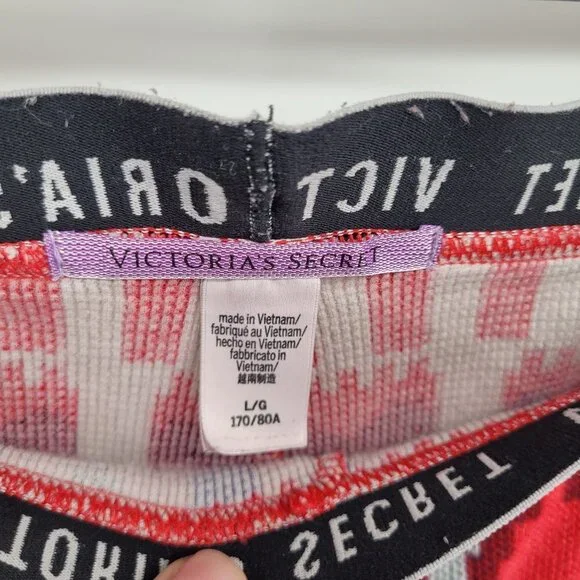 ORIA'S VICT
VICTORIA'S SECRET
made in Vietnam/
fabriqué au Vietnam/
hecho en Vietnam/
fabbricato in
Vietnam/
越南制造
L/G
170/80A
SECRET